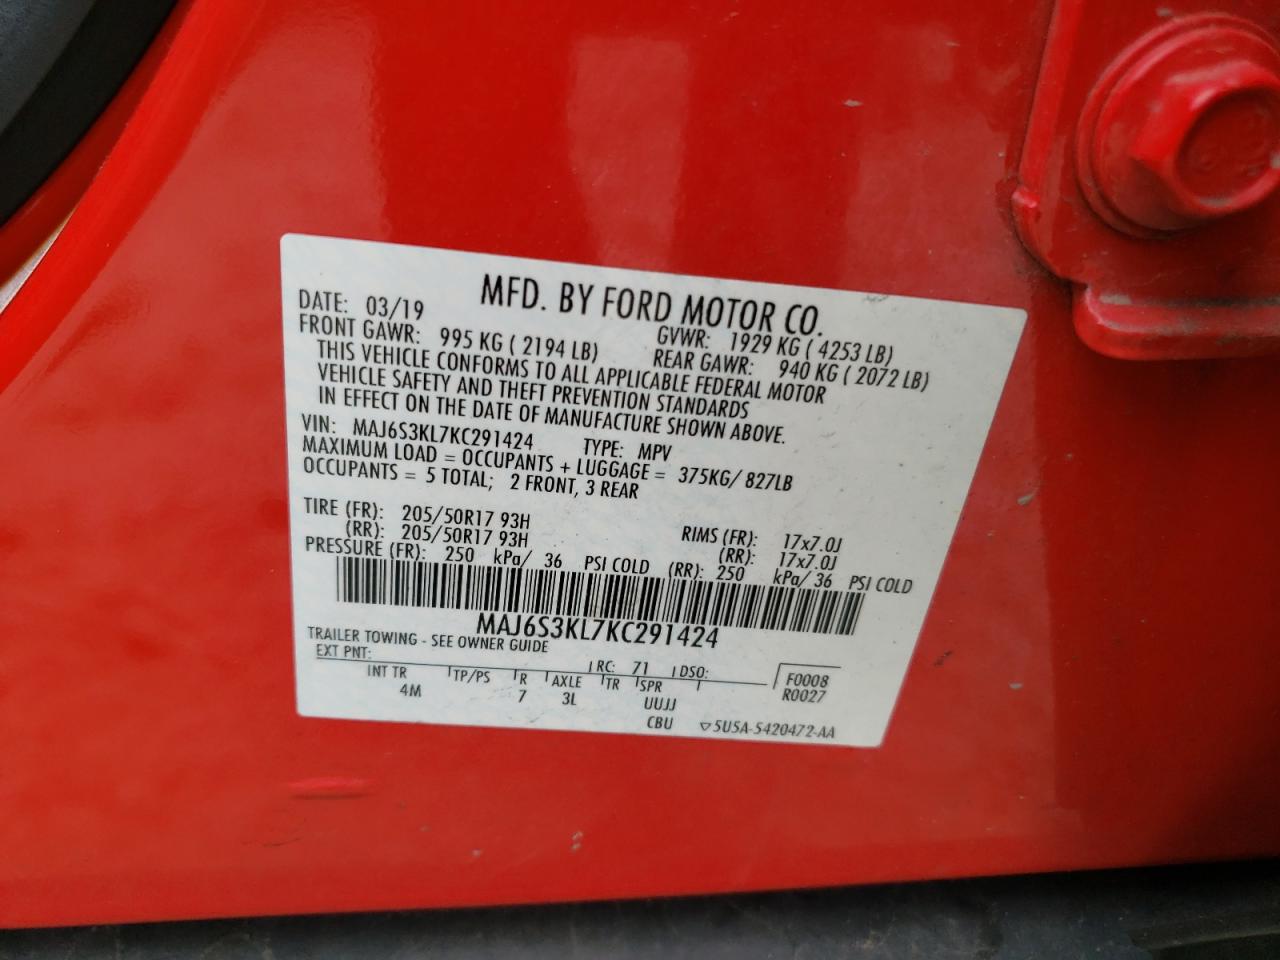 MFD. BY FORD MOTOR CO.
DATE: 03/19 GVWR: 1929 KG ( 4253 LB)
FRONT GAWR: 995 KG ( 2194 LB) REAR GAWR: 940 KG ( 2072 LB)
THIS VEHICLE CONFORMS TO ALL APPLICABLE FEDERAL MOTOR
VEHICLE SAFETY AND THEFT PREVENTION STANDARDS
IN EFFECT ON THE DATE OF MANUFACTURE SHOWN ABOVE.
VIN: MAJ6S3KL7KC291424 TYPE: MPV
MAXIMUM LOAD = OCCUPANTS + LUGGAGE = 375KG/ 827LB
OCCUPANTS = 5 TOTAL; 2 FRONT, 3 REAR
TIRE (FR): 205/50R17 93H RIMS (FR): 17x7.0J
(RR): 205/50R17 93H (RR): 17x7.0J
PRESSURE (FR): 250 kPa/ 36 PSI COLD (RR): 250 kPa/ 36 PSI COLD
MAJ6S3KL7KC291424
TRAILER TOWING - SEE OWNER GUIDE
EXT PNT: RC: 71 DSO: F0008
INT TR TP/PS R AXLE TR SPR R0027
4M 7 3L UUJJ
CBU ▽5U5A-5420472-AA